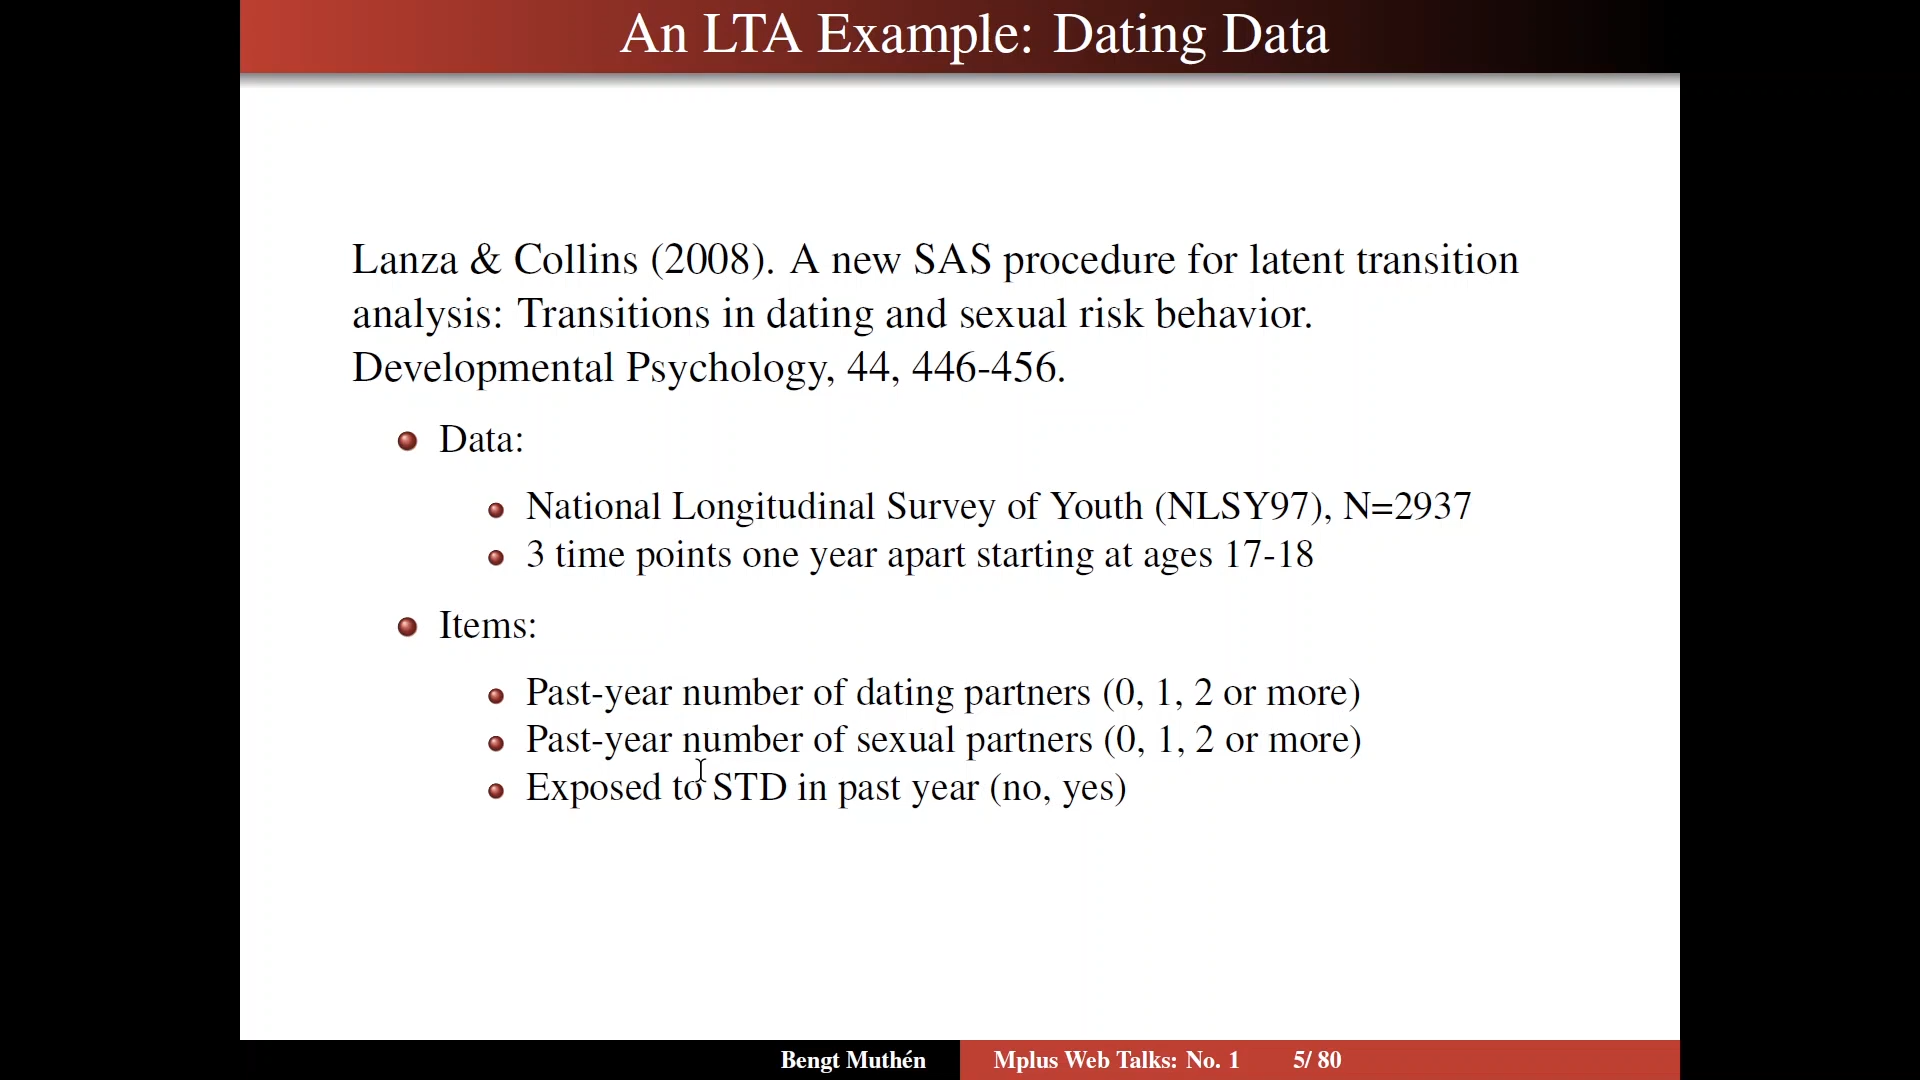 An LTA Example: Dating Data
Lanza & Collins (2008). A new SAS procedure for latent transition
analysis: Transitions in dating and sexual risk behavior.
Developmental Psychology, 44, 446-456.
Data:
National Longitudinal Survey of Youth (NLSY97), N=2937
3 time points one year apart starting at ages 17-18
Items:
Past-year number of dating partners (0, 1, 2 or more)
Past-year number of sexual partners (0, 1, 2 or more)
Exposed to STD in past year (no, yes)
Bengt Muthén Mplus Web Talks: No. 1 5/ 80